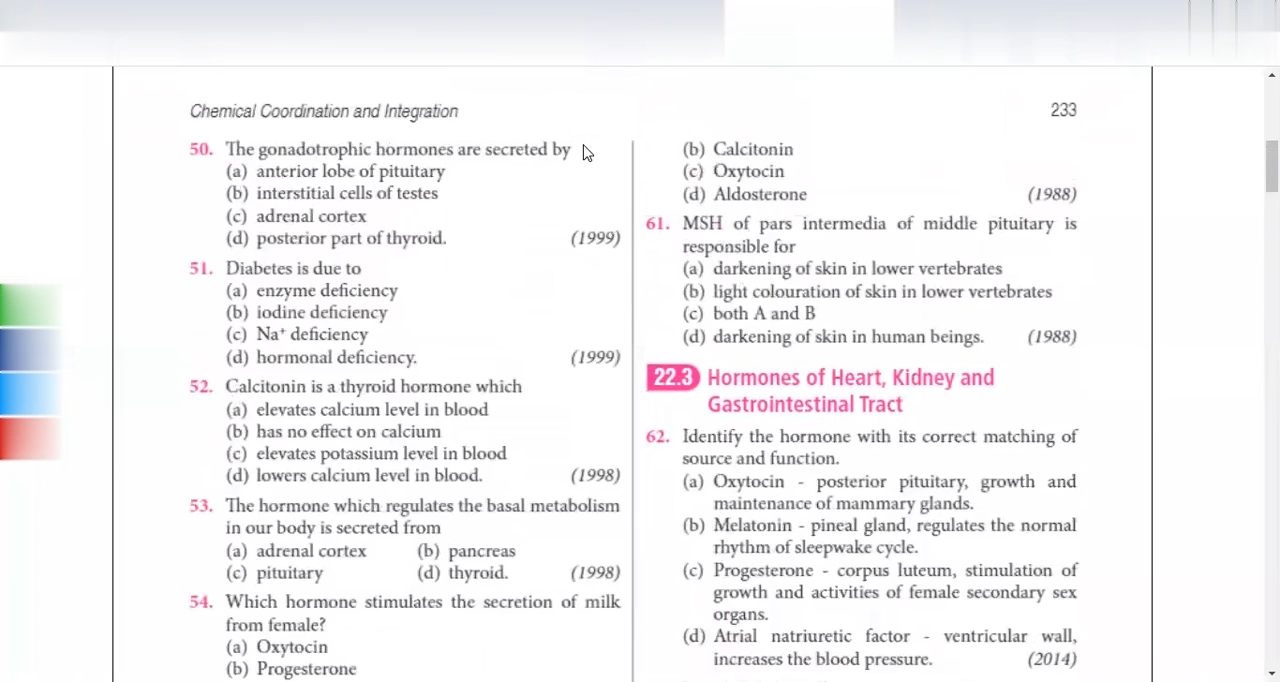 Chemical Coordination and Integration
233
50. The gonadotrophic hormones are secreted by
(a) anterior lobe of pituitary
(b) interstitial cells of testes
(c) adrenal cortex
(d) posterior part of thyroid. (1999)
51. Diabetes is due to
(a) enzyme deficiency
(b) iodine deficiency
(c) Na⁺ deficiency
(d) hormonal deficiency. (1999)
52. Calcitonin is a thyroid hormone which
(a) elevates calcium level in blood
(b) has no effect on calcium
(c) elevates potassium level in blood
(d) lowers calcium level in blood. (1998)
53. The hormone which regulates the basal metabolism
in our body is secreted from
(a) adrenal cortex (b) pancreas
(c) pituitary (d) thyroid. (1998)
54. Which hormone stimulates the secretion of milk
from female?
(a) Oxytocin
(b) Progesterone
(b) Calcitonin
(c) Oxytocin
(d) Aldosterone (1988)
61. MSH of pars intermedia of middle pituitary is
responsible for
(a) darkening of skin in lower vertebrates
(b) light colouration of skin in lower vertebrates
(c) both A and B
(d) darkening of skin in human beings. (1988)
22.3 Hormones of Heart, Kidney and
Gastrointestinal Tract
62. Identify the hormone with its correct matching of
source and function.
(a) Oxytocin - posterior pituitary, growth and
maintenance of mammary glands.
(b) Melatonin - pineal gland, regulates the normal
rhythm of sleepwake cycle.
(c) Progesterone - corpus luteum, stimulation of
growth and activities of female secondary sex
organs.
(d) Atrial natriuretic factor - ventricular wall,
increases the blood pressure. (2014)